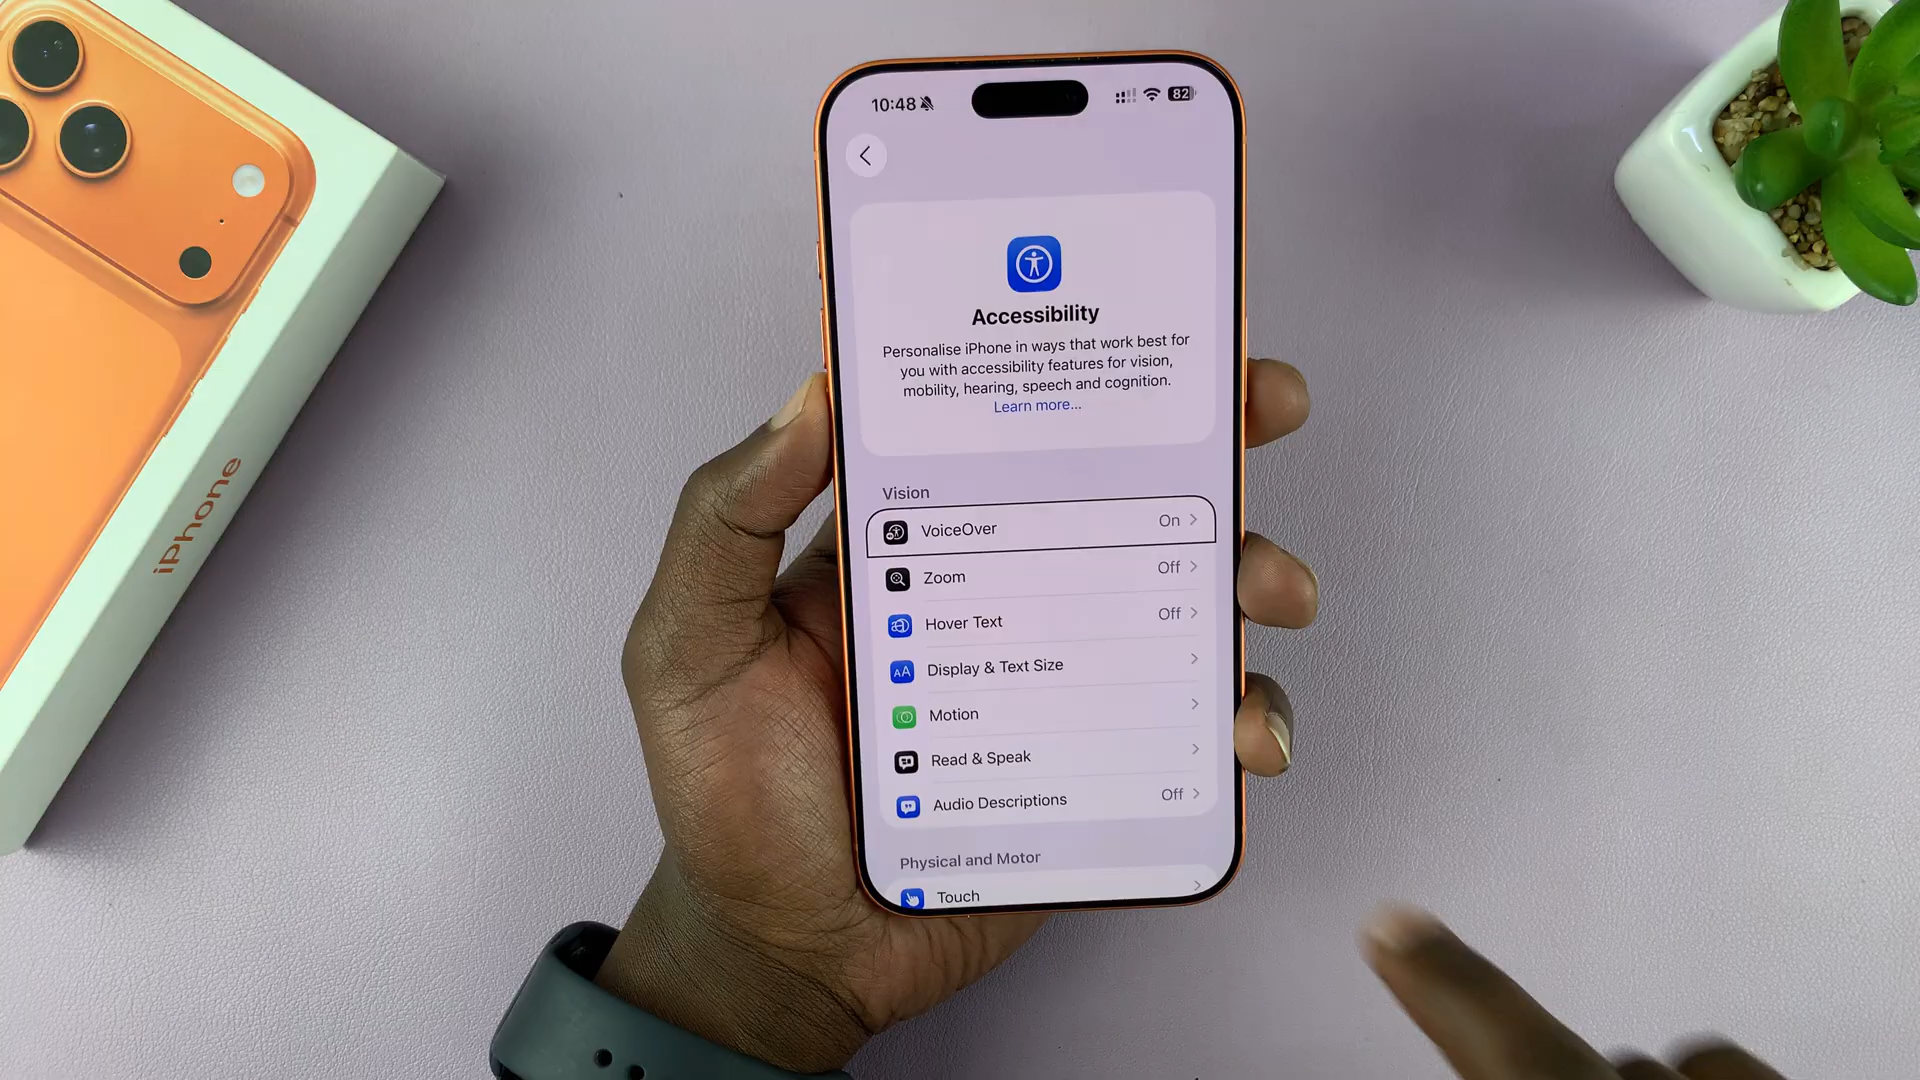 iPhone
10:48
82
Accessibility
Personalise iPhone in ways that work best for
you with accessibility features for vision,
mobility, hearing, speech and cognition.
Learn more...
Vision
VoiceOver On
Zoom Off
Hover Text Off
AA Display & Text Size
Motion
Read & Speak
Audio Descriptions Off
Physical and Motor
Touch